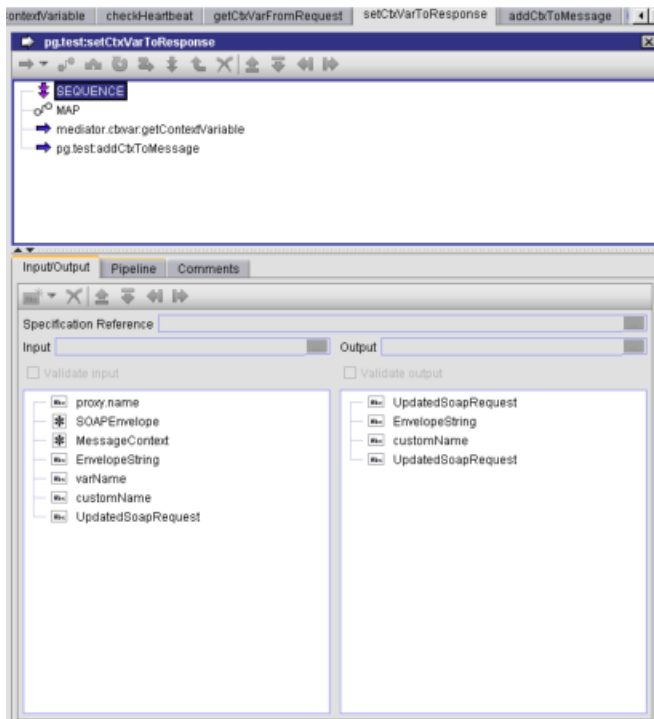 ontextVariable checkHeartbeat getCtxVarFromRequest setCtxVarToResponse addCtxToMessage
pg.test:setCtxVarToResponse
SEQUENCE
MAP
mediator.ctxvar:getContextVariable
pg.test:addCtxToMessage
Input/Output Pipeline Comments
Specification Reference
Input Output
Validate input Validate output
proxy.name
SOAPEnvelope
MessageContext
EnvelopeString
varName
customName
UpdatedSoapRequest
UpdatedSoapRequest
EnvelopeString
customName
UpdatedSoapRequest